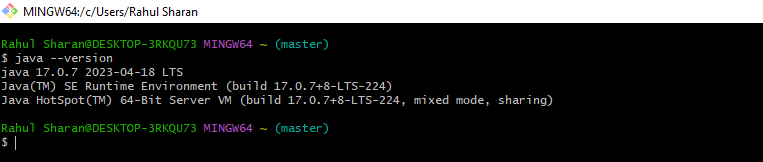 MINGW64:/c/Users/Rahul Sharan
Rahul Sharan@DESKTOP-3RKQU73 MINGW64 ~ (master)
$ java --version
java 17.0.7 2023-04-18 LTS
Java(TM) SE Runtime Environment (build 17.0.7+8-LTS-224)
Java HotSpot(TM) 64-Bit Server VM (build 17.0.7+8-LTS-224, mixed mode, sharing)
Rahul Sharan@DESKTOP-3RKQU73 MINGW64 ~ (master)
$